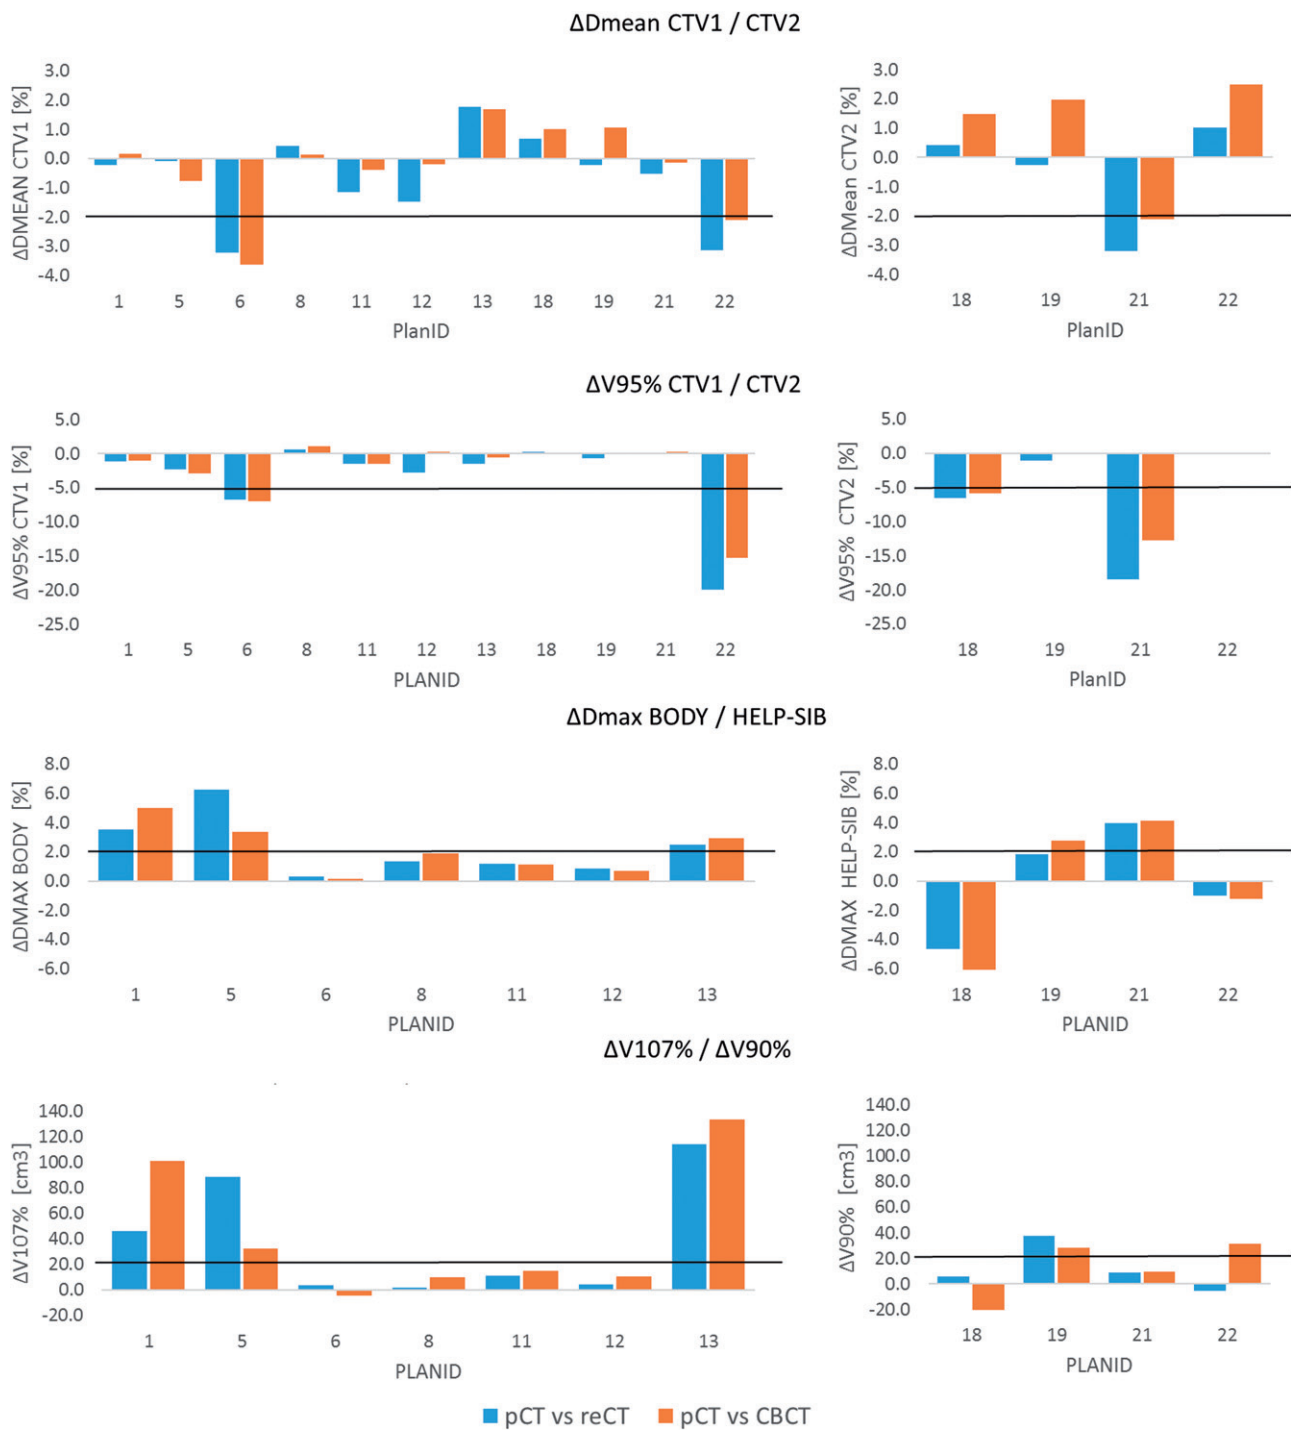 ΔDmean CTV1 / CTV2
ΔDMEAN CTV1 [%]
3.0
2.0
1.0
0.0
-1.0
-2.0
-3.0
-4.0
1 5 6 8 11 12 13 18 19 21 22
PlanID
ΔDMean CTV2 [%]
3.0
2.0
1.0
0.0
-1.0
-2.0
-3.0
-4.0
18 19 21 22
PlanID
ΔV95% CTV1 / CTV2
ΔV95% CTV1 [%]
5.0
0.0
-5.0
-10.0
-15.0
-20.0
-25.0
1 5 6 8 11 12 13 18 19 21 22
PLANID
ΔV95% CTV2 [%]
5.0
0.0
-5.0
-10.0
-15.0
-20.0
-25.0
18 19 21 22
PlanID
ΔDmax BODY / HELP-SIB
ΔDMAX BODY [%]
8.0
6.0
4.0
2.0
0.0
-2.0
-4.0
-6.0
1 5 6 8 11 12 13
PLANID
ΔDMAX HELP-SIB [%]
8.0
6.0
4.0
2.0
0.0
-2.0
-4.0
-6.0
18 19 21 22
PLANID
ΔV107% / ΔV90%
ΔV107% [cm3]
140.0
120.0
100.0
80.0
60.0
40.0
20.0
0.0
-20.0
1 5 6 8 11 12 13
PLANID
ΔV90% [cm3]
140.0
120.0
100.0
80.0
60.0
40.0
20.0
0.0
-20.0
18 19 21 22
PLANID
pCT vs reCT pCT vs CBCT